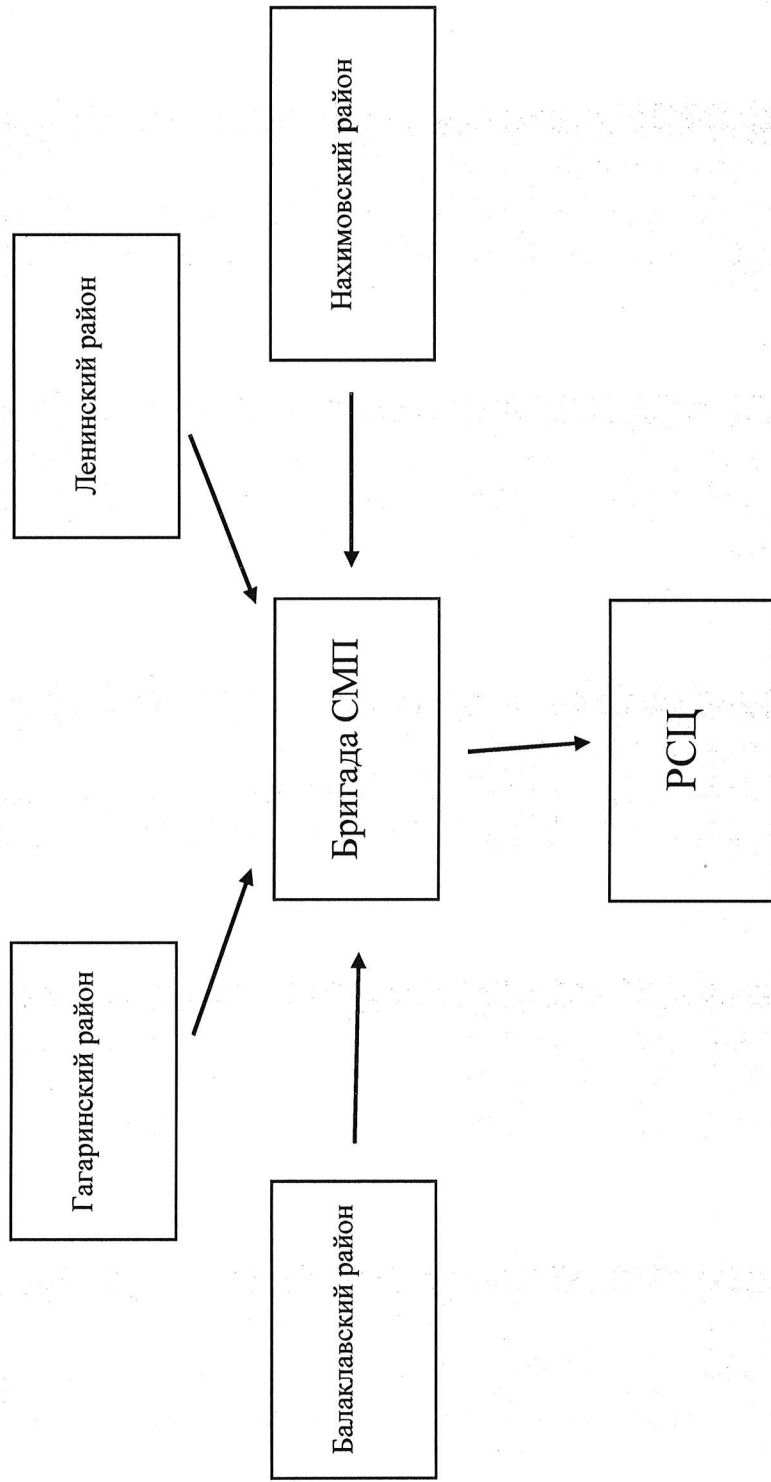 Гагаринский район
Ленинский район
Балаклавский район
Бригада СМП
Нахимовский район
РСЦ